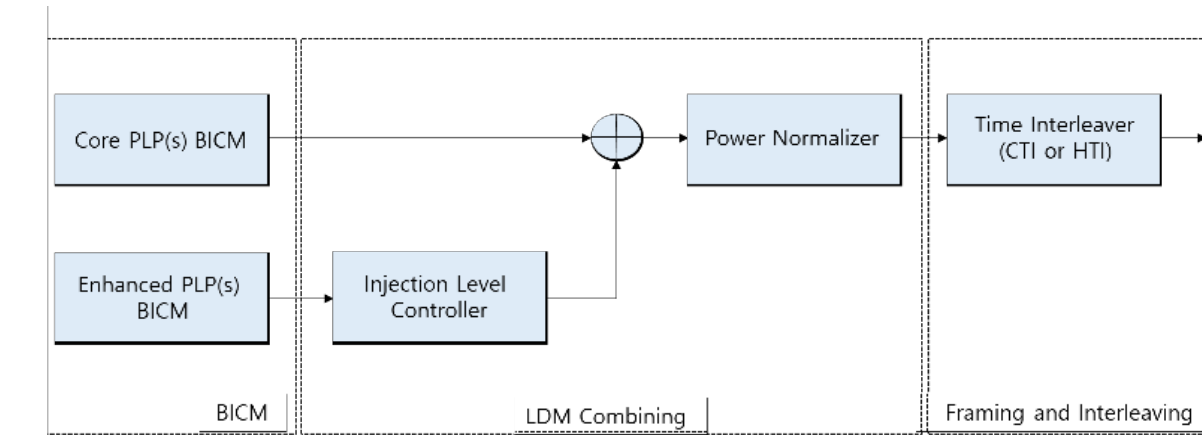 Core PLP(s) BICM
Power Normalizer
Time Interleaver
(CTI or HTI)
Enhanced PLP(s)
BICM
Injection Level
Controller
BICM
LDM Combining
Framing and Interleaving